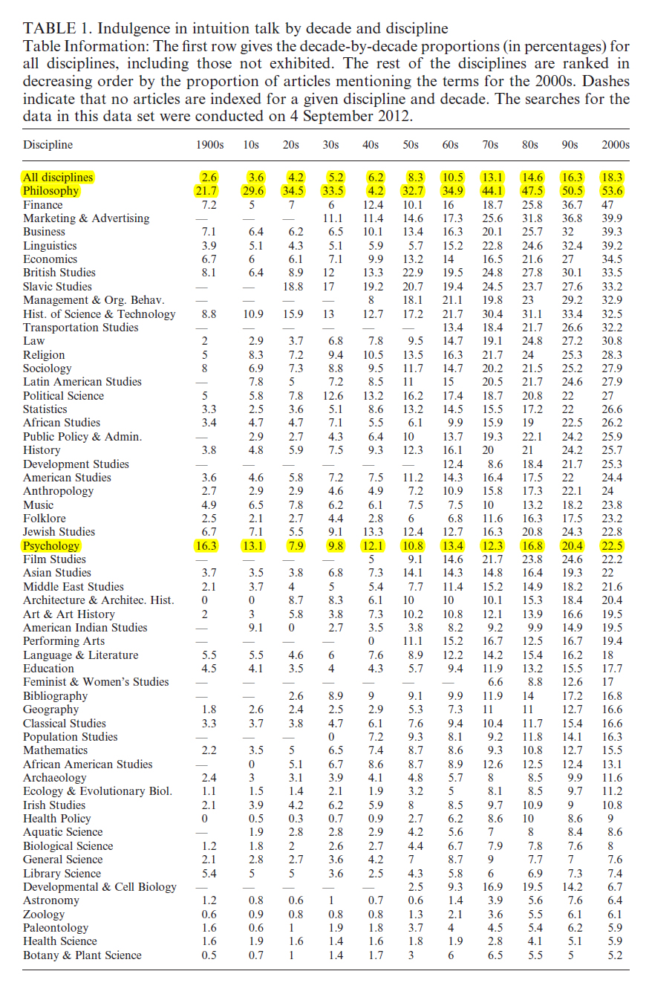 TABLE 1. Indulgence in intuition talk by decade and discipline
Table Information: The first row gives the decade-by-decade proportions (in percentages) for
all disciplines, including those not exhibited. The rest of the disciplines are ranked in
decreasing order by the proportion of articles mentioning the terms for the 2000s. Dashes
indicate that no articles are indexed for a given discipline and decade. The searches for the
data in this data set were conducted on 4 September 2012.
Discipline 1900s 10s 20s 30s 40s 50s 60s 70s 80s 90s 2000s
All disciplines 2.6 3.6 4.2 5.2 6.2 8.3 10.5 13.1 14.6 16.3 18.3
Philosophy 21.7 29.6 34.5 33.5 4.2 32.7 34.9 44.1 47.5 50.5 53.6
Finance 7.2 5 7 6 12.4 10.1 16 18.7 25.8 36.7 47
Marketing & Advertising — — — 11.1 11.4 14.6 17.3 25.6 31.8 36.8 39.9
Business 7.1 6.4 6.2 6.5 10.1 13.4 16.3 20.1 25.7 32 39.3
Linguistics 3.9 5.1 4.3 5.1 5.9 5.7 15.2 22.8 24.6 32.4 39.2
Economics 6.7 6 6.1 7.1 9.9 13.2 14 16.5 21.6 27 34.5
British Studies 8.1 6.4 8.9 12 13.3 22.9 19.5 24.8 27.8 30.1 33.5
Slavic Studies — — 18.8 17 19.2 20.7 19.4 24.5 23.7 27.6 33.2
Management & Org. Behav. — — — — 8 18.1 21.1 19.8 23 29.2 32.9
Hist. of Science & Technology 8.8 10.9 15.9 13 12.7 17.2 21.7 30.4 31.1 33.4 32.5
Transportation Studies — — — — — — 13.4 18.4 21.7 26.6 32.2
Law 2 2.9 3.7 6.8 7.8 9.5 14.7 19.1 24.8 27.2 30.8
Religion 5 8.3 7.2 9.4 10.5 13.5 16.3 21.7 24 25.3 28.3
Sociology 8 6.9 7.3 8.8 9.5 11.7 14.7 20.2 21.5 25.2 27.9
Latin American Studies — 7.8 5 7.2 8.5 11 15 20.5 21.7 24.6 27.9
Political Science 5 5.8 7.8 12.6 13.2 16.2 17.4 18.7 20.8 22 27
Statistics 3.3 2.5 3.6 5.1 8.6 13.2 14.5 15.5 17.2 22 26.6
African Studies 3.4 4.7 4.7 7.1 5.5 6.1 9.9 15.9 19 22.5 26.2
Public Policy & Admin. — 2.9 2.7 4.3 6.4 10 13.7 19.3 22.1 24.2 25.9
History 3.8 4.8 5.9 7.5 9.3 12.3 16.1 20 21 24.2 25.7
Development Studies — — — — — — 12.4 8.6 18.4 21.7 25.3
American Studies 3.6 4.6 5.8 7.2 7.5 11.2 14.3 16.4 17.5 22 24.4
Anthropology 2.7 2.9 2.9 4.6 4.9 7.2 10.9 15.8 17.3 22.1 24
Music 4.9 6.5 7.8 6.2 6.1 7.5 7.5 10 13.2 18.2 23.8
Folklore 2.5 2.1 2.7 4.4 2.8 6 6.8 11.6 16.3 17.5 23.2
Jewish Studies 6.7 7.1 5.5 9.1 13.3 12.4 12.7 16.3 20.8 24.3 22.8
Psychology 16.3 13.1 7.9 9.8 12.1 10.8 13.4 12.3 16.8 20.4 22.5
Film Studies — — — — 5 9.1 14.6 21.7 23.8 24.6 22.2
Asian Studies 3.7 3.5 3.8 6.8 7.3 14.1 14.3 14.8 16.4 19.3 22
Middle East Studies 2.1 3.7 4 5 5.4 7.7 11.4 15.2 14.9 18.2 21.6
Architecture & Architec. Hist. 0 0 8.7 8.3 6.1 10 10 10.1 15.3 18.4 20.4
Art & Art History 2 3 5.8 3.8 7.3 10.2 10.8 12.1 13.9 16.6 19.5
American Indian Studies — 9.1 0 2.7 3.5 3.8 8.2 9.2 9.9 14.9 19.5
Performing Arts — — — — 0 11.1 15.2 16.7 12.5 16.7 19.4
Language & Literature 5.5 5.5 4.6 6 7.6 8.9 12.2 14.2 15.4 16.2 18
Education 4.5 4.1 3.5 4 4.3 5.7 9.4 11.9 13.2 15.5 17.7
Feminist & Women's Studies — — — — — — — 6.6 8.8 12.6 17
Bibliography — — 2.6 8.9 9 9.1 9.9 11.9 14 17.2 16.8
Geography 1.8 2.6 2.4 2.5 2.9 5.3 7.3 11 11 12.7 16.6
Classical Studies 3.3 3.7 3.8 4.7 6.1 7.6 9.4 10.4 11.7 15.4 16.6
Population Studies — — — 0 7.2 9.3 8.1 9.2 11.8 14.1 16.3
Mathematics 2.2 3.5 5 6.5 7.4 8.7 8.6 9.3 10.8 12.7 15.5
African American Studies — 0 5.1 6.7 8.6 8.7 8.9 12.6 12.5 12.4 13.1
Archaeology 2.4 3 3.1 3.9 4.1 4.8 5.7 8 8.5 9.9 11.6
Ecology & Evolutionary Biol. 1.1 1.5 1.4 2.1 1.9 3.2 5 8.1 8.5 9.7 11.2
Irish Studies 2.1 3.9 4.2 6.2 5.9 8 8.5 9.7 10.9 9 10.8
Health Policy 0 0.5 0.3 0.7 0.9 2.7 6.2 8.6 10 8.6 9
Aquatic Science — 1.9 2.8 2.8 2.9 4.2 5.6 7 8 8.4 8.6
Biological Science 1.2 1.8 2 2.6 2.7 4.4 6.7 7.9 7.8 7.6 8
General Science 2.1 2.8 2.7 3.6 4.2 7 8.7 9 7.7 7 7.6
Library Science 5.4 5 5 3.6 2.5 4.3 5.8 6 6.9 7.3 7.4
Developmental & Cell Biology — — — — — 2.5 9.3 16.9 19.5 14.2 6.7
Astronomy 1.2 0.8 0.6 1 0.7 0.6 1.4 3.9 5.6 7.6 6.4
Zoology 0.6 0.9 0.8 0.8 0.8 1.3 2.1 3.6 5.5 6.1 6.1
Paleontology 1.6 0.6 1 1.9 1.8 3.7 4 4.5 5.4 6.2 5.9
Health Science 1.6 1.9 1.6 1.4 1.6 1.8 1.9 2.8 4.1 5.1 5.9
Botany & Plant Science 0.5 0.7 1 1.4 1.7 3 6 6.5 5.5 5 5.2